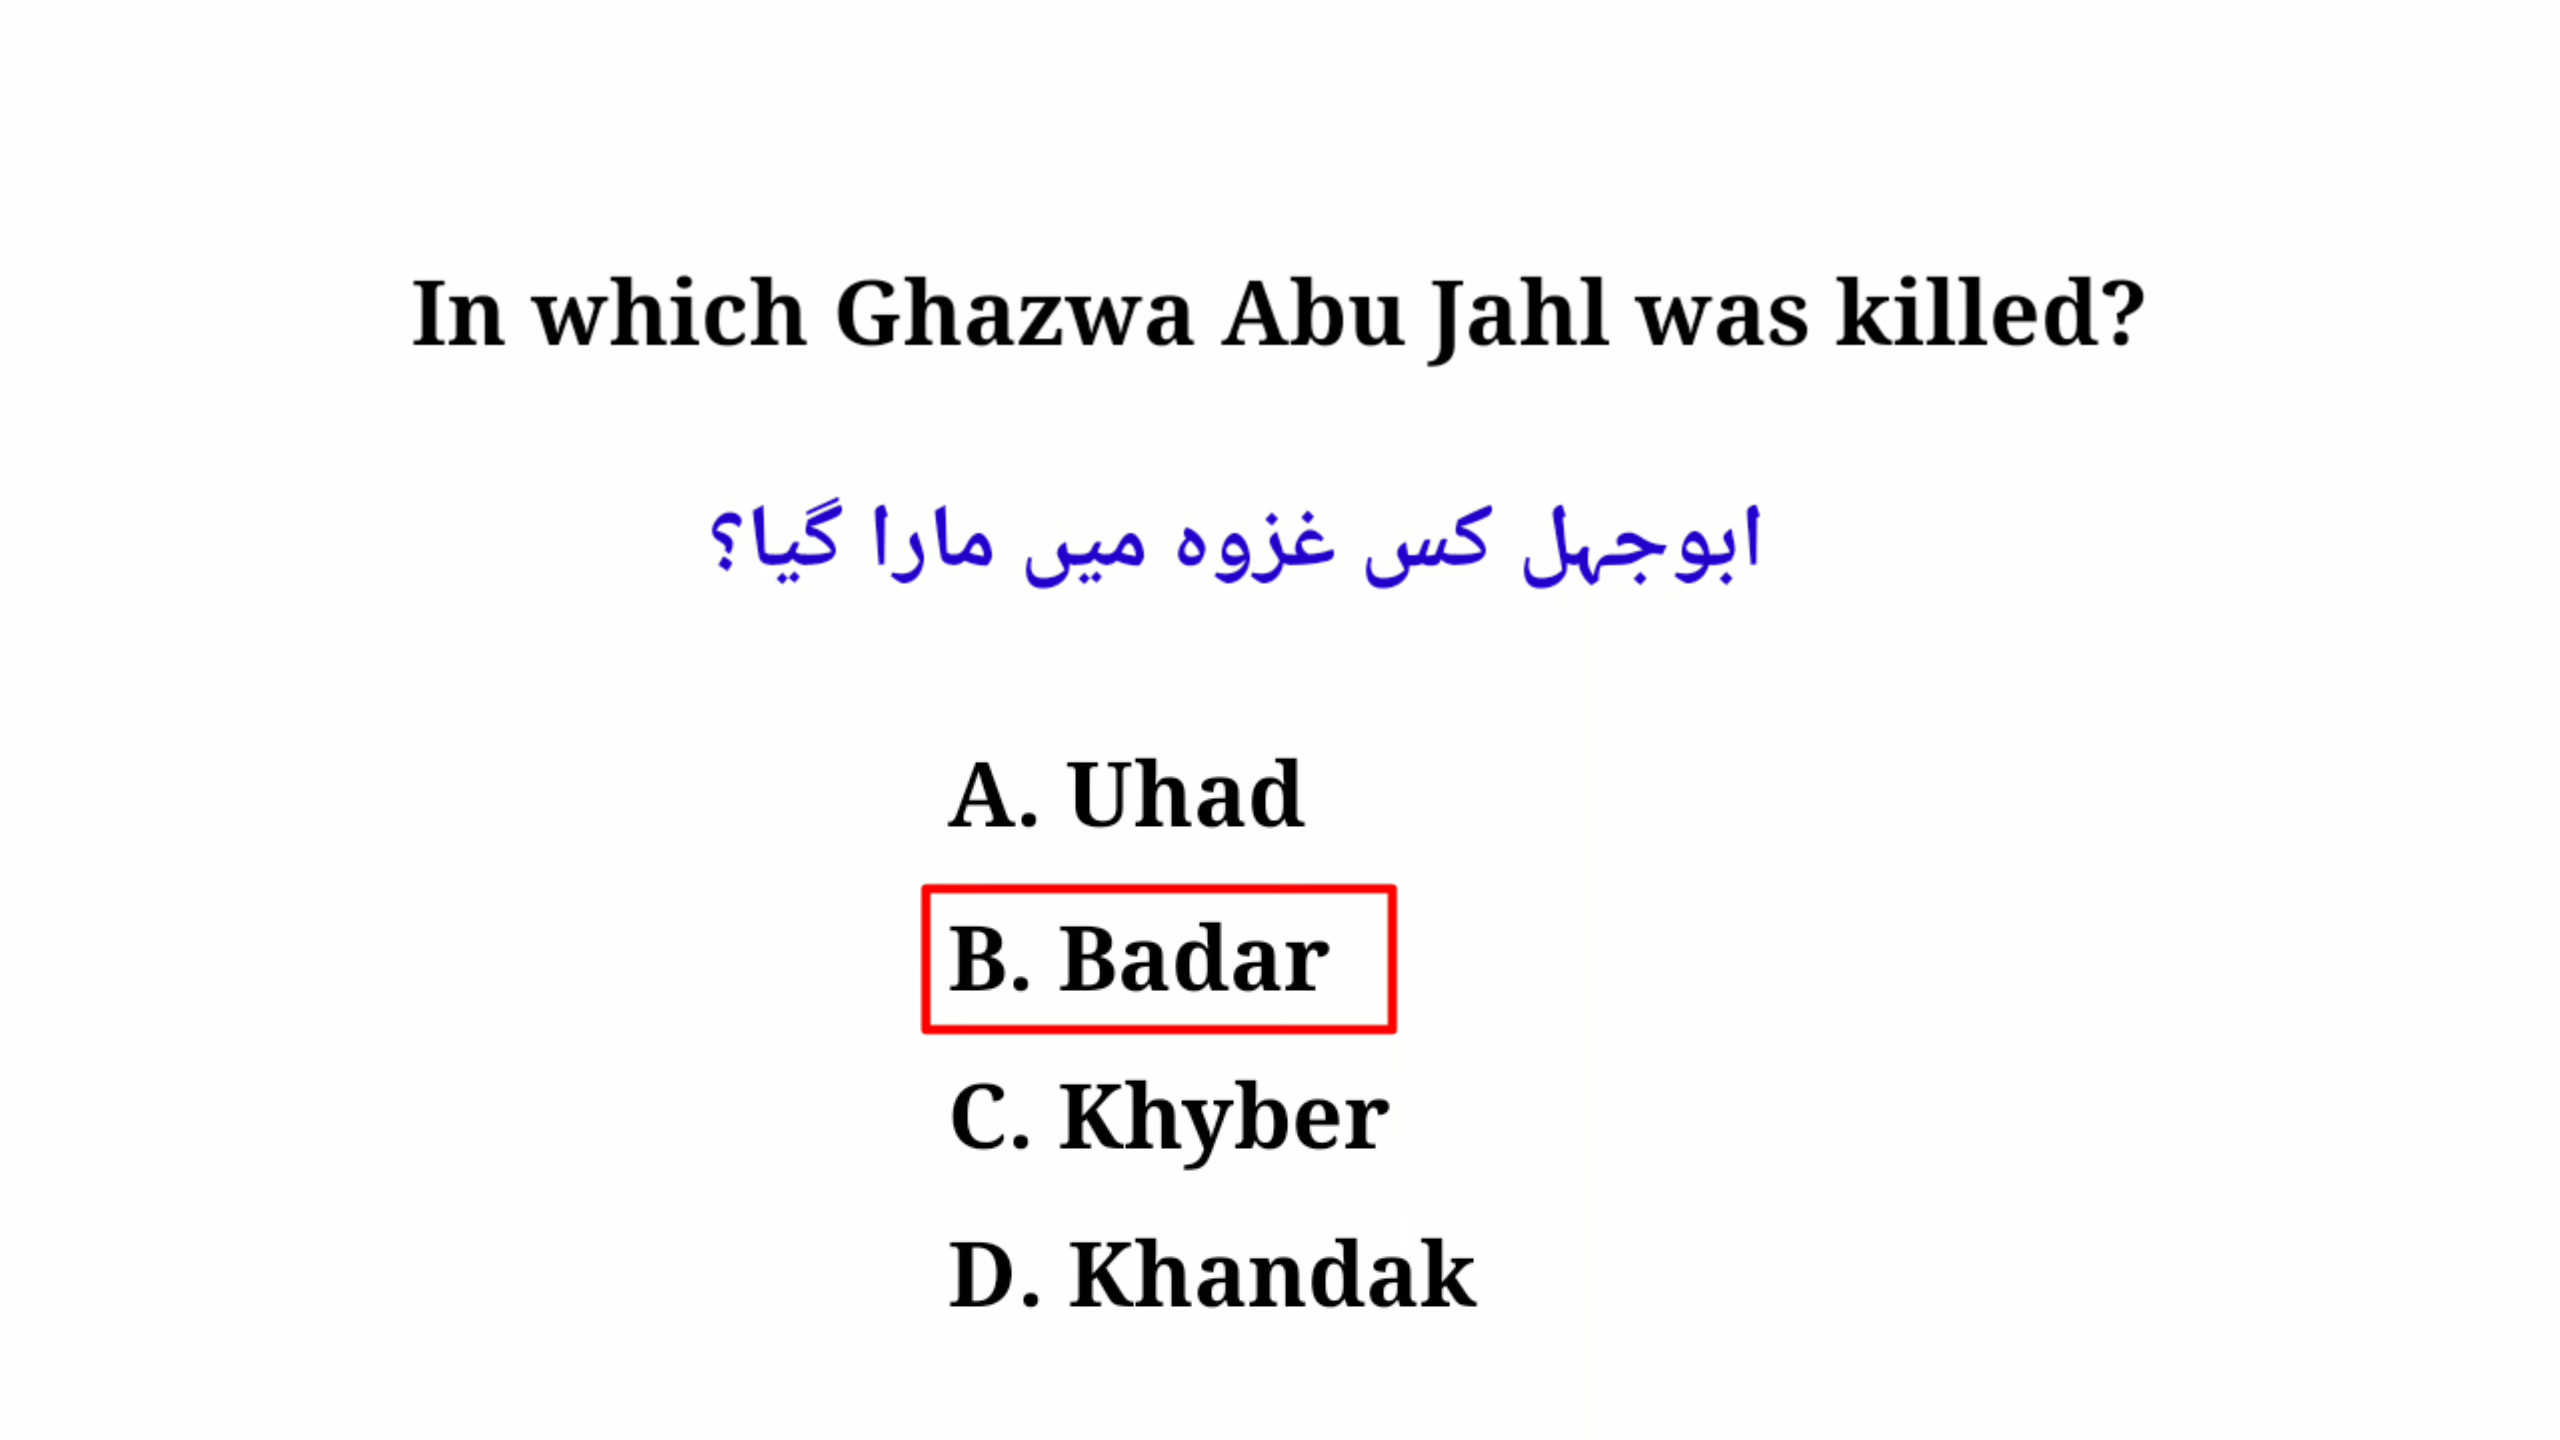 In which Ghazwa Abu Jahl was killed?
ابوجہل کس غزوہ میں مارا گیا؟
A. Uhad
B. Badar
C. Khyber
D. Khandak